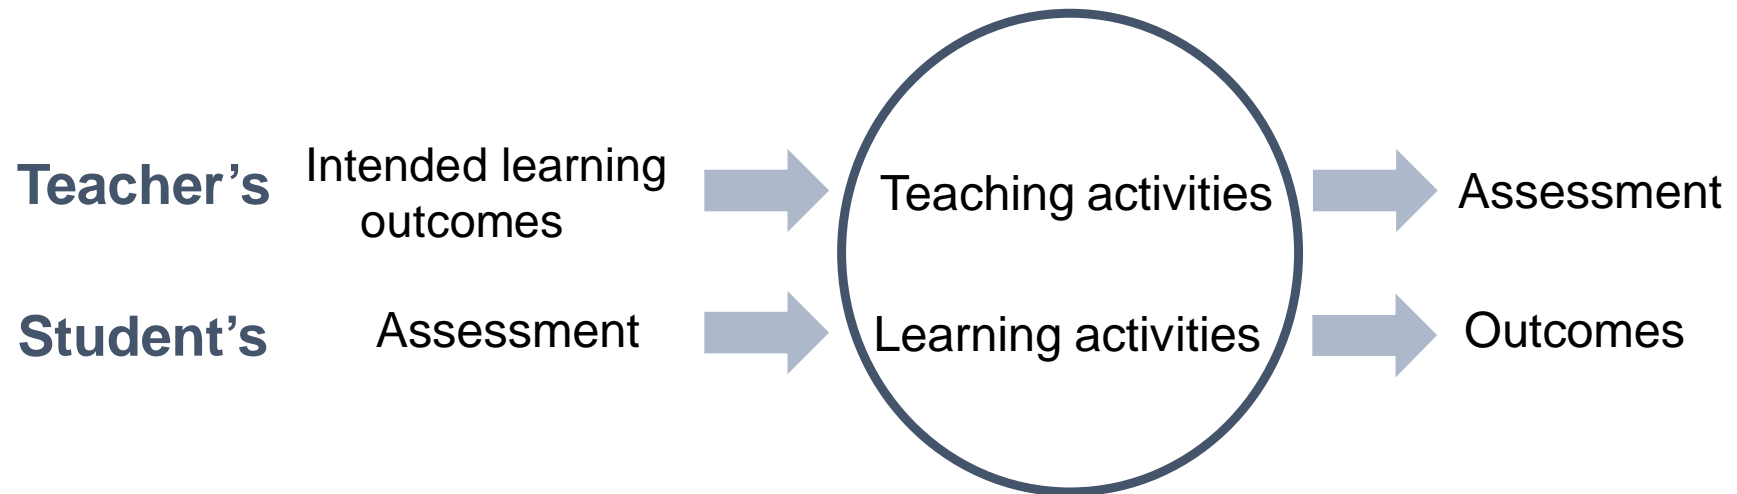 Teacher’s
Intended learning
outcomes
Teaching activities
Assessment
Student’s
Assessment
Learning activities
Outcomes